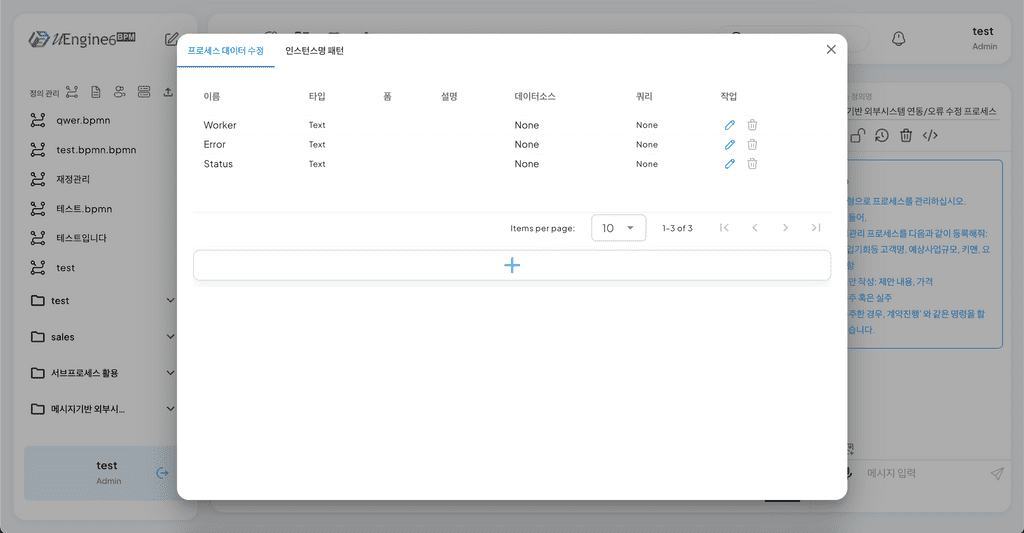 프로세스 데이터 수정
인스턴스명 패턴
이름 타입 폼 설명 데이터소스 쿼리 작업
Worker Text None None
Error Text None None
Status Text None None
Items per page: 10 1-3 of 3
+
UEngine6 BPM
정의 관리
qwer.bpmn
test.bpmn.bpmn
재정관리
테스트.bpmn
테스트입니다
test
test
sales
서브프로세스 활용
메시지기반 외부시...
test
Admin
test
Admin
정의명
기반 외부시스템 연동/오류 수정 프로세스
령으로 프로세스를 관리하십시오.
들어,
관리 프로세스를 다음과 같이 등록해줘:
업기회등 고객명, 예상사업규모, 키맨, 요
항
안 작성: 제안 내용, 가격
주 혹은 실주
주한 경우, 계약진행' 와 같은 명령을 할
습니다.
메시지 입력